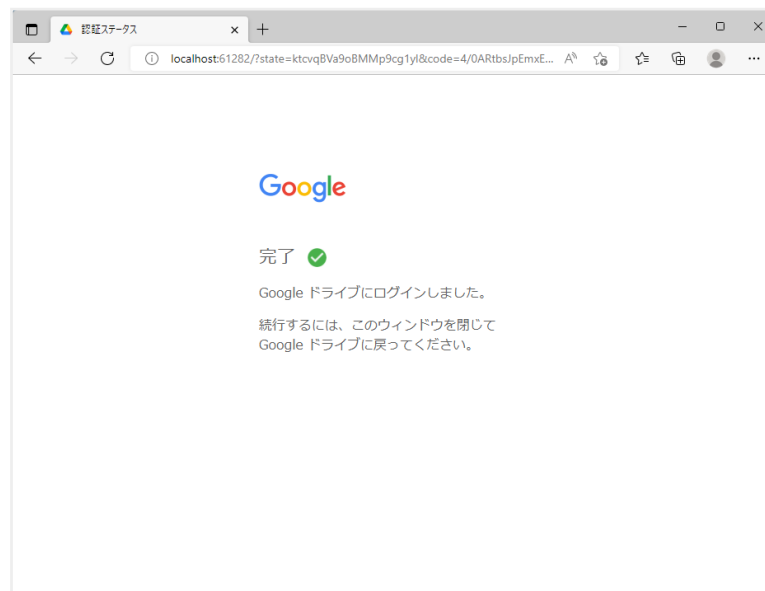 認証ステータス
localhost:61282/?state=ktcvqBVa9oBMMp9cg1yl&code=4/0ARtbsJpEmxE...
Google
完了
Google ドライブにログインしました。
続行するには、このウィンドウを閉じて
Google ドライブに戻ってください。